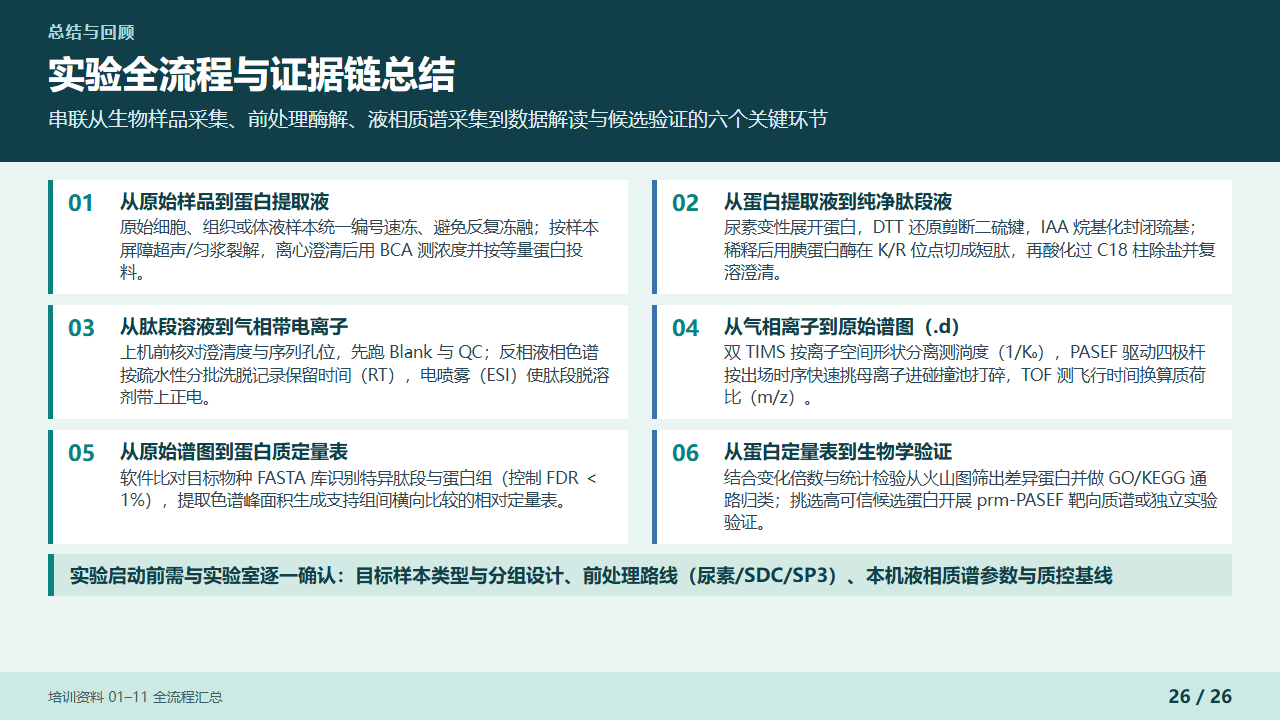 总结与回顾
实验全流程与证据链总结
串联从生物样品采集、前处理酶解、液相质谱采集到数据解读与候选验证的六个关键环节
01
从原始样品到蛋白提取液
原始细胞、组织或体液样本统一编号速冻、避免反复冻融；按样本
屏障超声/匀浆裂解，离心澄清后用 BCA 测浓度并按等量蛋白投
料。
02
从蛋白提取液到纯净肽段液
尿素变性展开蛋白，DTT 还原剪断二硫键，IAA 烷基化封闭巯基；
稀释后用胰蛋白酶在 K/R 位点切成短肽，再酸化过 C18 柱除盐并复
溶澄清。
03
从肽段溶液到气相带电离子
上机前核对澄清度与序列孔位，先跑 Blank 与 QC；反相液相色谱
按疏水性分批洗脱记录保留时间（RT），电喷雾（ESI）使肽段脱溶
剂带上正电。
04
从气相离子到原始谱图（.d）
双 TIMS 按离子空间形状分离测淌度（1/K₀），PASEF 驱动四极杆
按出场时序快速挑母离子进碰撞池打碎，TOF 测飞行时间换算质荷
比（m/z）。
05
从原始谱图到蛋白质定量表
软件比对目标物种 FASTA 库识别特异肽段与蛋白组（控制 FDR <
1%），提取色谱峰面积生成支持组间横向比较的相对定量表。
06
从蛋白定量表到生物学验证
结合变化倍数与统计检验从火山图筛出差异蛋白并做 GO/KEGG 通
路归类；挑选高可信候选蛋白开展 prm-PASEF 靶向质谱或独立实验
验证。
实验启动前需与实验室逐一确认：目标样本类型与分组设计、前处理路线（尿素/SDC/SP3）、本机液相质谱参数与质控基线
培训资料 01–11 全流程汇总
26 / 26